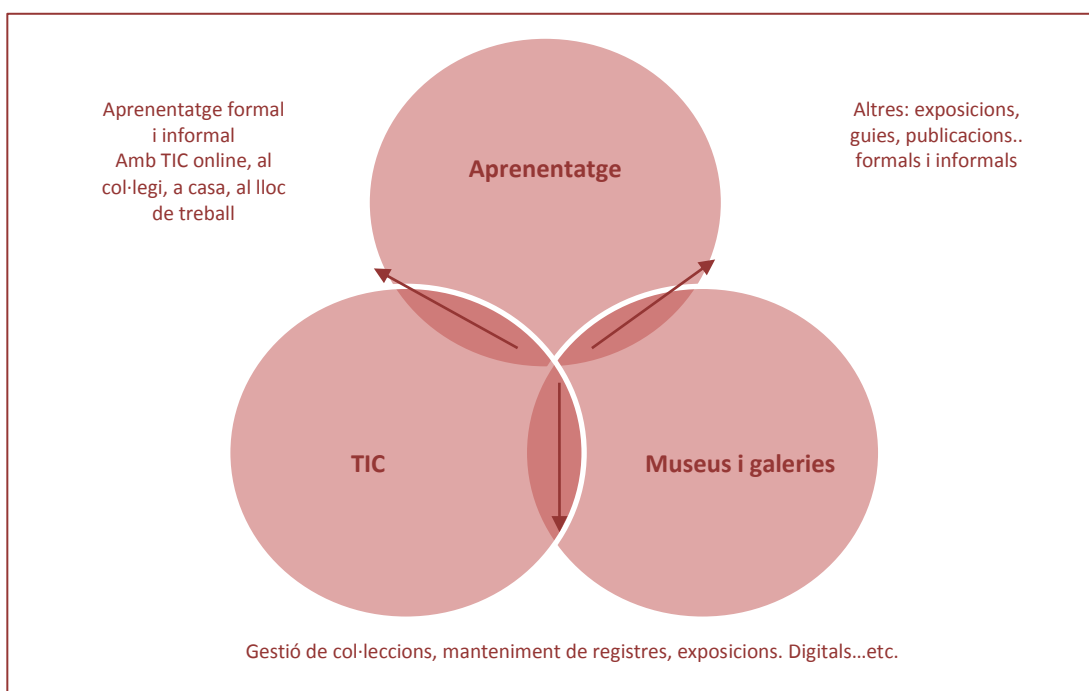 Aprenentatge formal
i informal
Amb TIC online, al
col·legi, a casa, al lloc
de treball
Altres: exposicions,
guies, publicacions..
formals i informals
Aprenentatge
TIC
Museus i galeries
Gestió de col·leccions, manteniment de registres, exposicions. Digitals...etc.